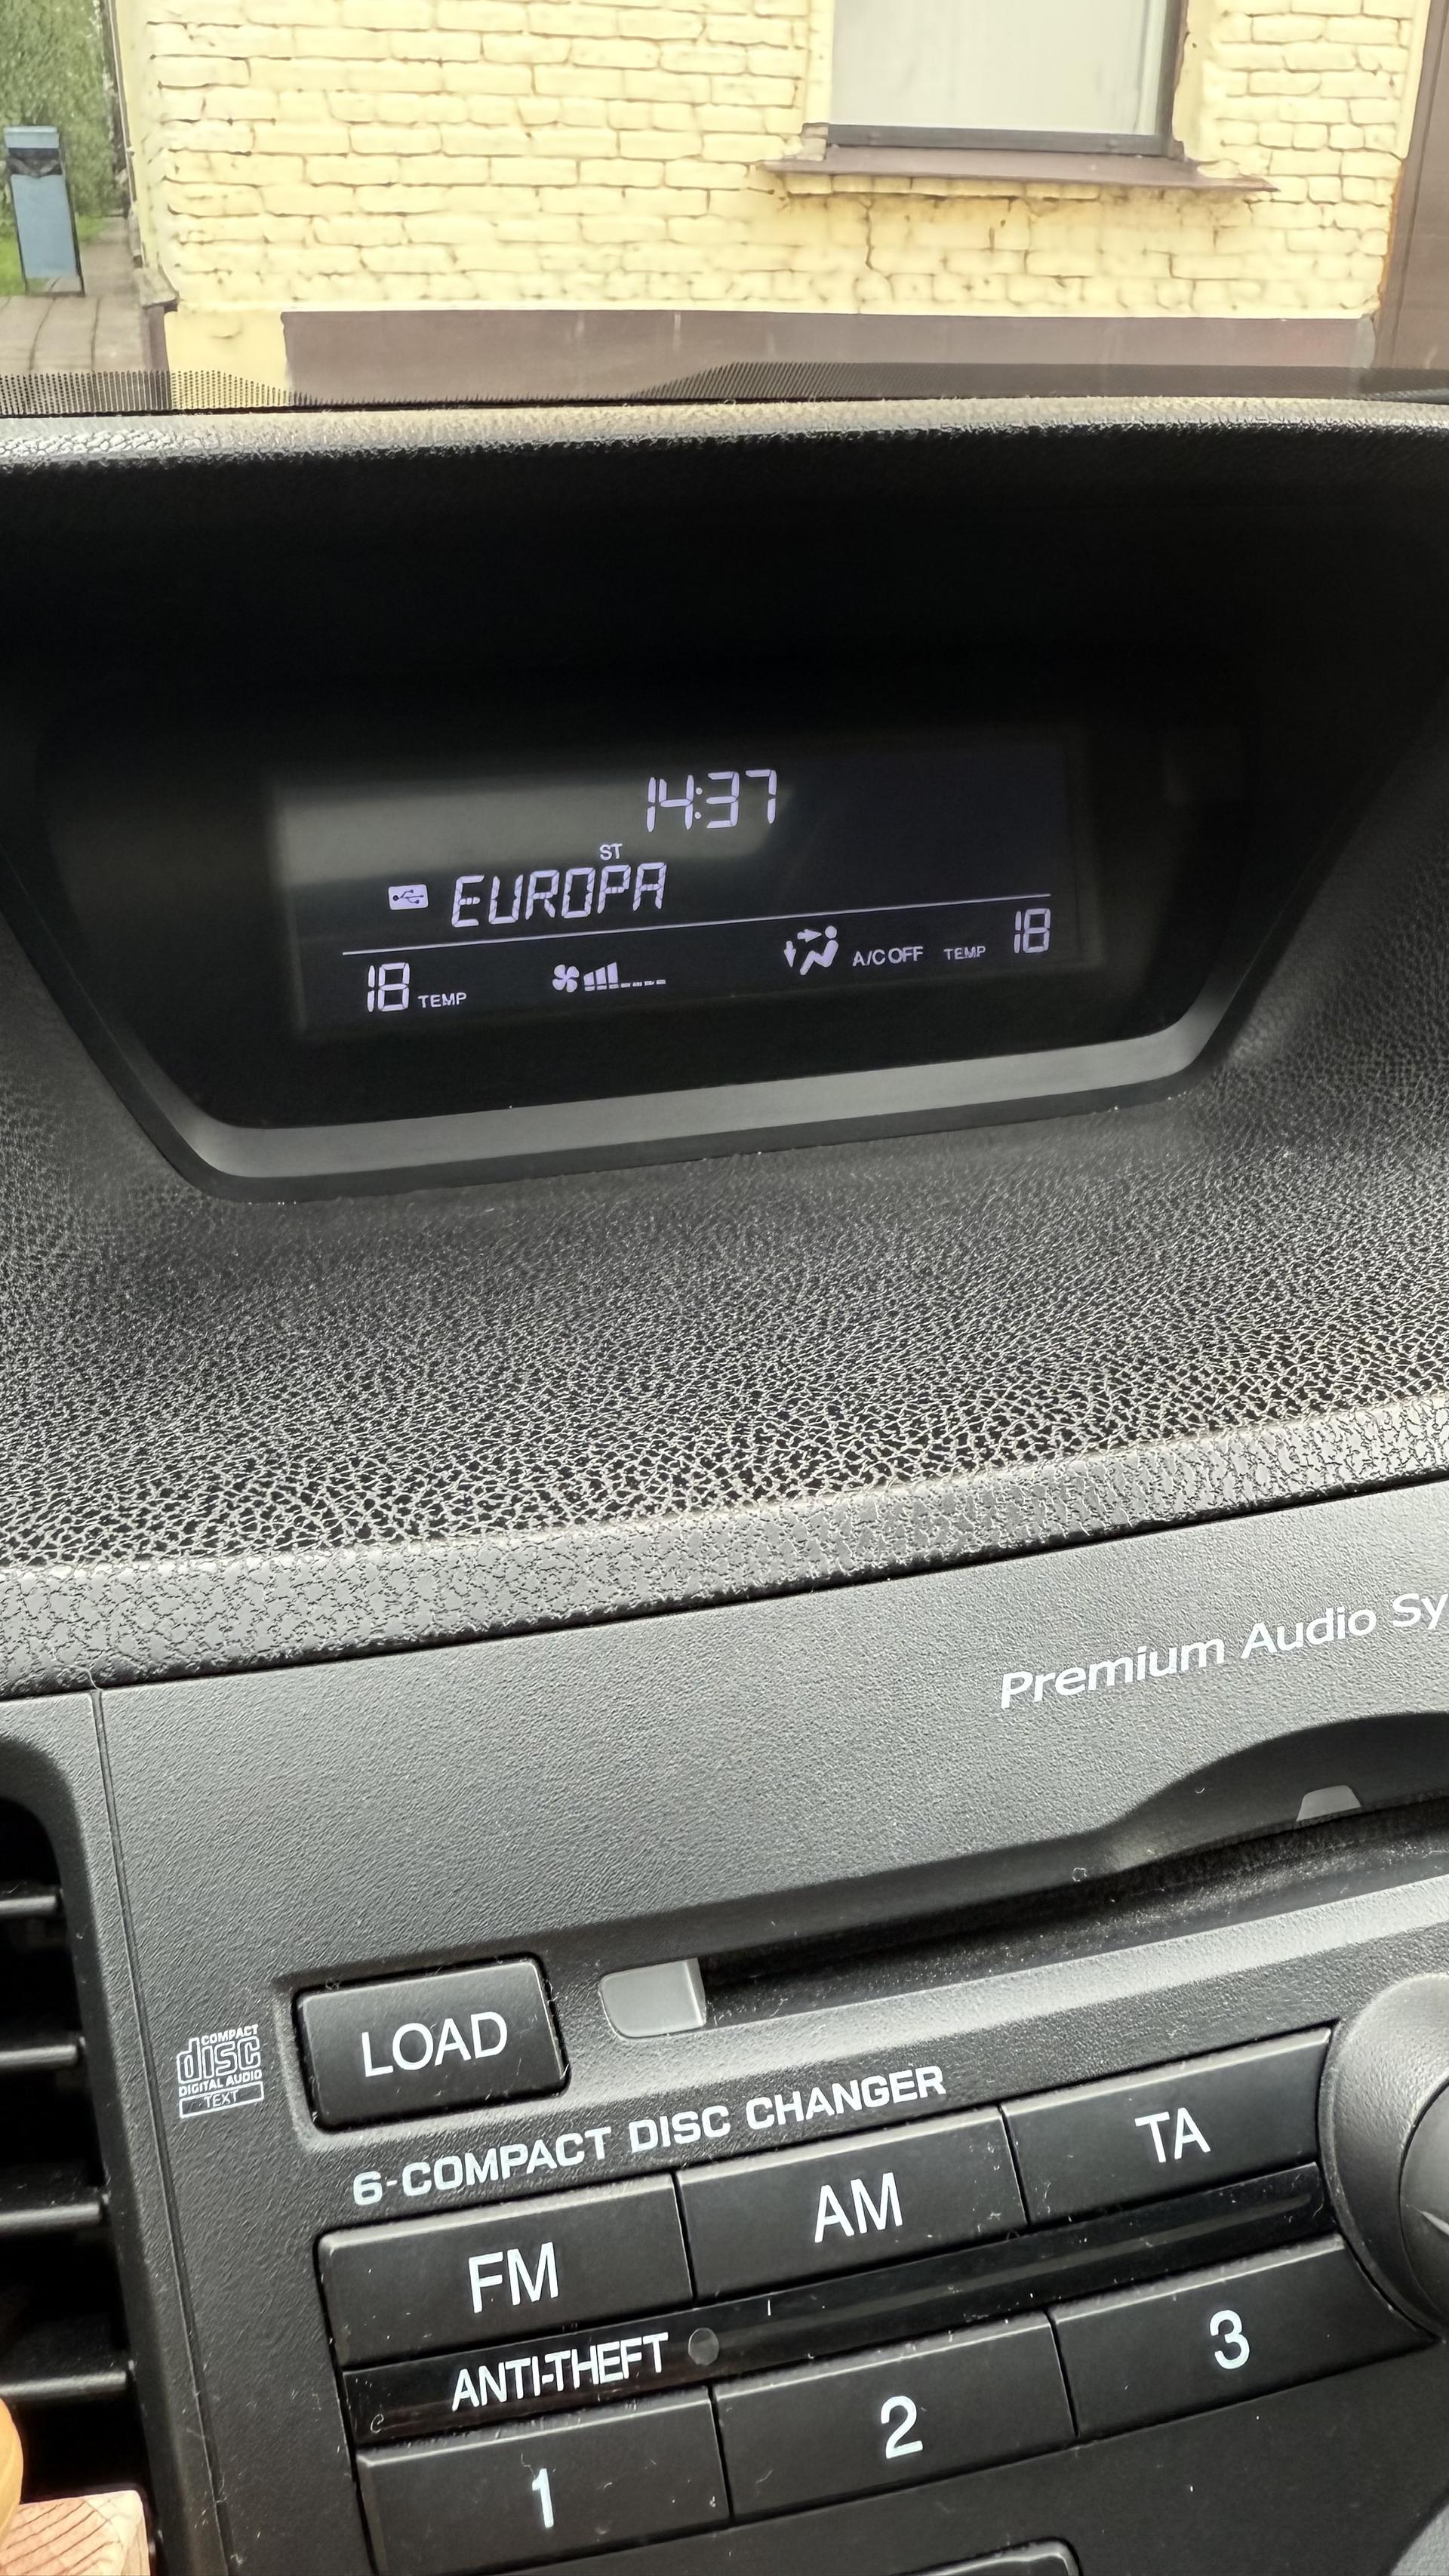 14:37
ST
EUROPA
18 TEMP A/C OFF TEMP 18
Premium Audio Sy
LOAD
COMPACT
disc
DIGITAL AUDIO
TEXT
6-COMPACT DISC CHANGER
FM AM TA
ANTI-THEFT
1 2 3